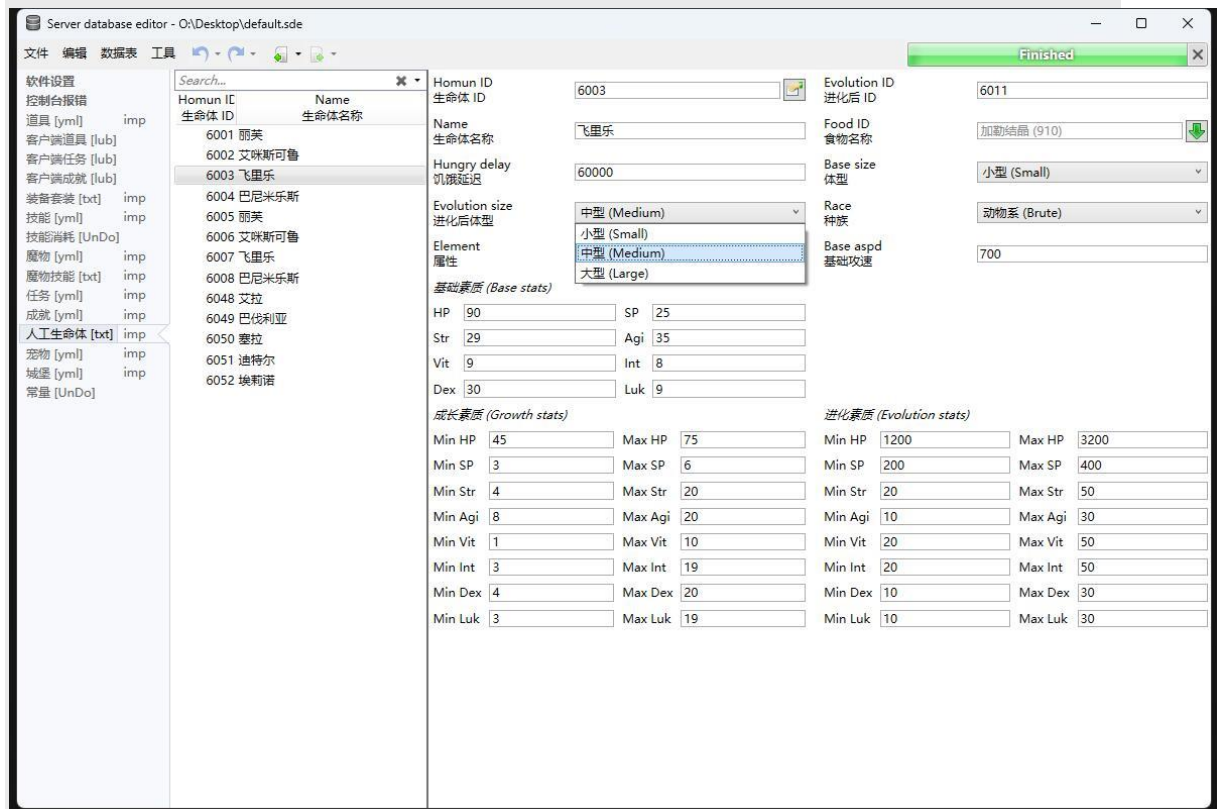 Server database editor - O:\Desktop\default.sde
文件 编辑 数据表 工具
Finished
软件设置
控制台报错
道具 [yml] imp
客户端道具 [lub]
客户端任务 [lub]
客户端成就 [lub]
装备套装 [txt] imp
技能 [yml] imp
技能消耗 [UnDo]
魔物 [yml] imp
魔物技能 [txt] imp
任务 [yml] imp
成就 [yml] imp
人工生命体 [txt] imp
宠物 [yml] imp
城堡 [yml] imp
常量 [UnDo]
Search...
Homun ID Name
生命体 ID 生命体名称
6001 丽芙
6002 艾咪斯可鲁
6003 飞里乐
6004 巴尼米乐斯
6005 丽芙
6006 艾咪斯可鲁
6007 飞里乐
6008 巴尼米乐斯
6048 艾拉
6049 巴伐利亚
6050 塞拉
6051 迪特尔
6052 埃莉诺
Homun ID
生命体 ID
6003
Evolution ID
进化后 ID
6011
Name
生命体名称
飞里乐
Food ID
食物名称
加勒结晶 (910)
Hungry delay
饥饿延迟
60000
Base size
体型
小型 (Small)
Evolution size
进化后体型
中型 (Medium)
Race
种族
动物系 (Brute)
小型 (Small)
中型 (Medium)
大型 (Large)
Element
属性
Base aspd
基础攻速
700
基础素质 (Base stats)
HP 90 SP 25
Str 29 Agi 35
Vit 9 Int 8
Dex 30 Luk 9
成长素质 (Growth stats) 进化素质 (Evolution stats)
Min HP 45 Max HP 75 Min HP 1200 Max HP 3200
Min SP 3 Max SP 6 Min SP 200 Max SP 400
Min Str 4 Max Str 20 Min Str 20 Max Str 50
Min Agi 8 Max Agi 20 Min Agi 10 Max Agi 30
Min Vit 1 Max Vit 10 Min Vit 20 Max Vit 50
Min Int 3 Max Int 19 Min Int 20 Max Int 50
Min Dex 4 Max Dex 20 Min Dex 10 Max Dex 30
Min Luk 3 Max Luk 19 Min Luk 10 Max Luk 30